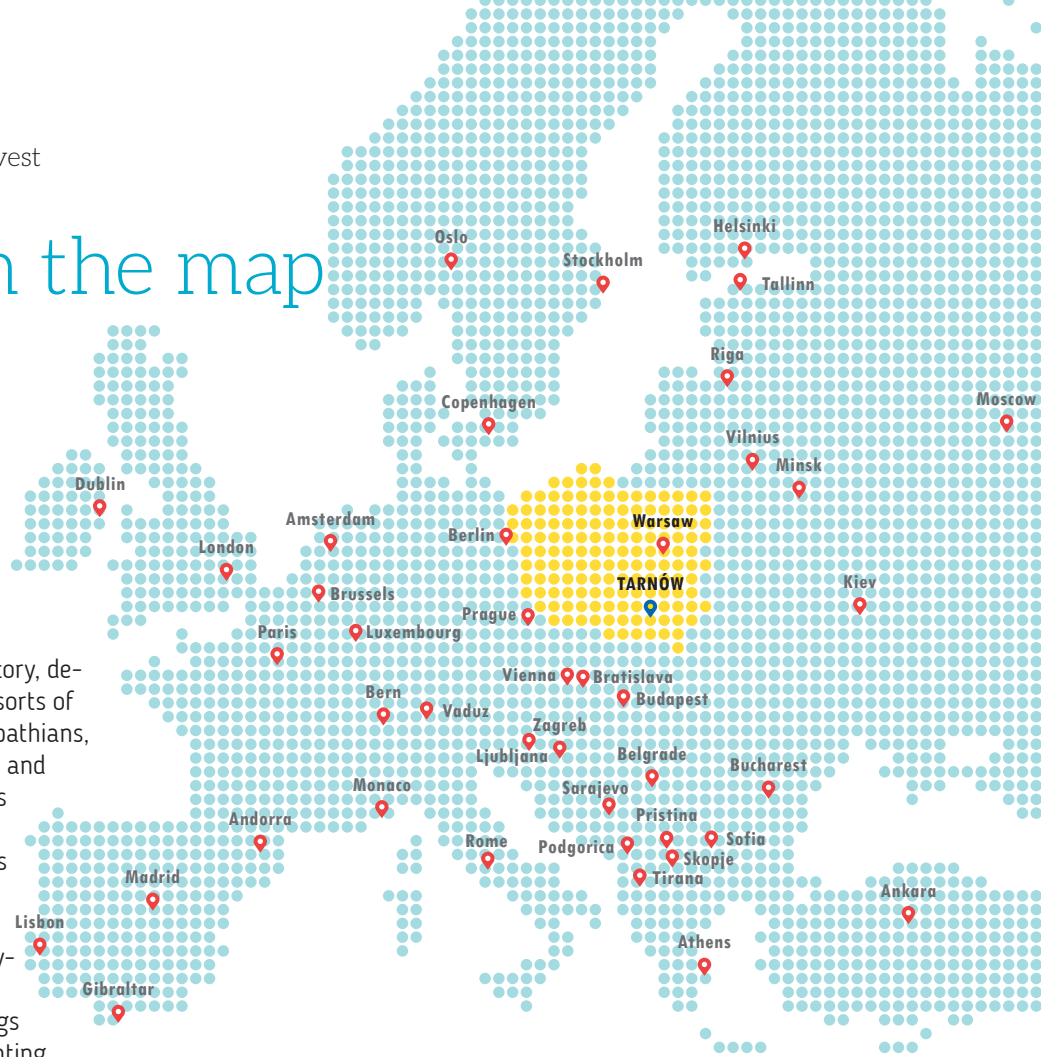 vest
n the map
Oslo
Helsinki
Stockholm
Tallinn
Riga
Copenhagen
Moscow
Vilnius
Minsk
Dublin
Amsterdam
Warsaw
Berlin
London
TARNÓW
Kiev
Brussels
Prague
Paris
Luxembourg
tory, de-
sorts of
pathians,
and
s
s
y-
gs
nting
Vienna
Bratislava
Bern
Budapest
Vaduz
Zagreb
Ljubljana
Belgrade
Bucharest
Monaco
Sarajevo
Andorra
Pristina
Rome
Podgorica
Sofia
Skopje
Madrid
Tirana
Ankara
Lisbon
Athens
Gibraltar